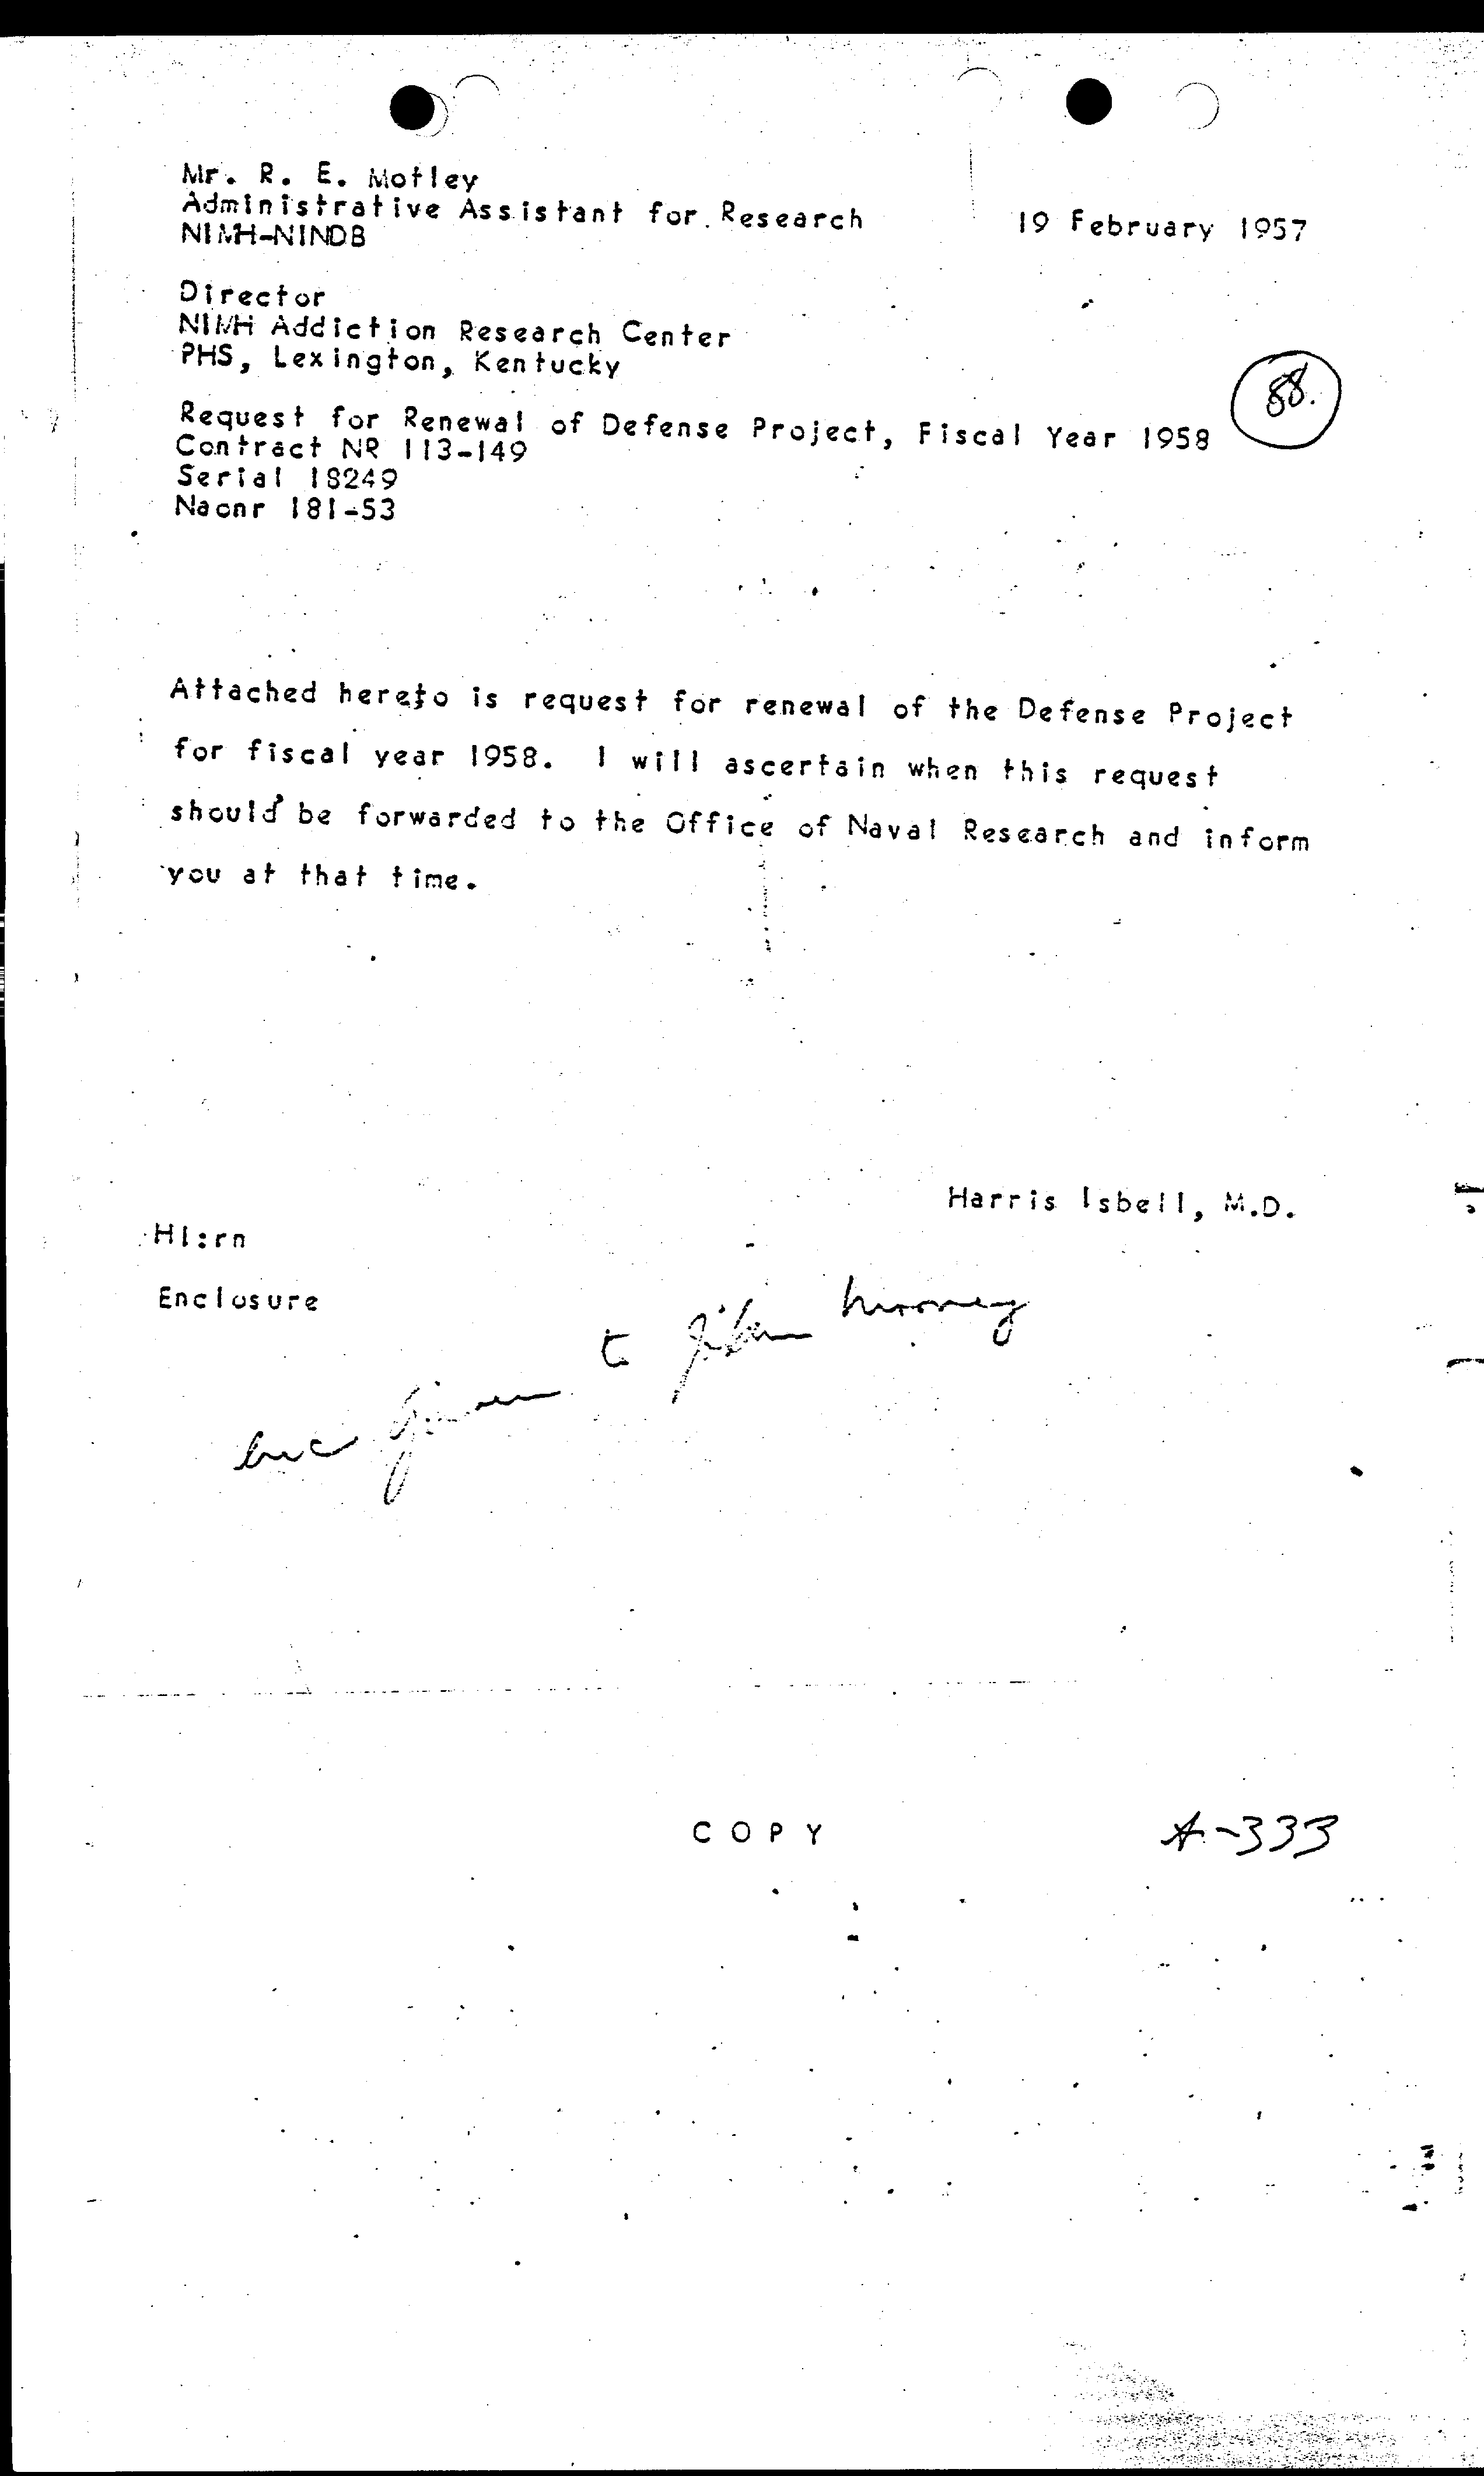 Mr. R. E. Motley
Administrative Assistant for Research
NIMH-NINDB
19 February 1957
Director
NIMH Addiction Research Center
PHS, Lexington, Kentucky
88.
Request for Renewal of Defense Project, Fiscal Year 1958
Contract NR 113-149
Serial 18249
Naonr 181-53
Attached hereto is request for renewal of the Defense Project
for fiscal year 1958. I will ascertain when this request
should be forwarded to the Office of Naval Research and inform
you at that time.
Harris Isbell, M.D.
HI:rn
Enclosure
given to
COPY
A-333